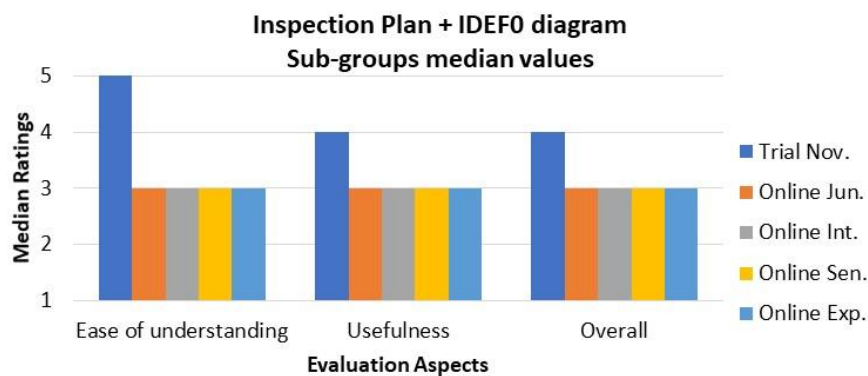 Inspection Plan + IDEF0 diagram
Sub-groups median values
Median Ratings
5
4
3
2
1
Ease of understanding
Usefulness
Overall
Evaluation Aspects
Trial Nov.
Online Jun.
Online Int.
Online Sen.
Online Exp.